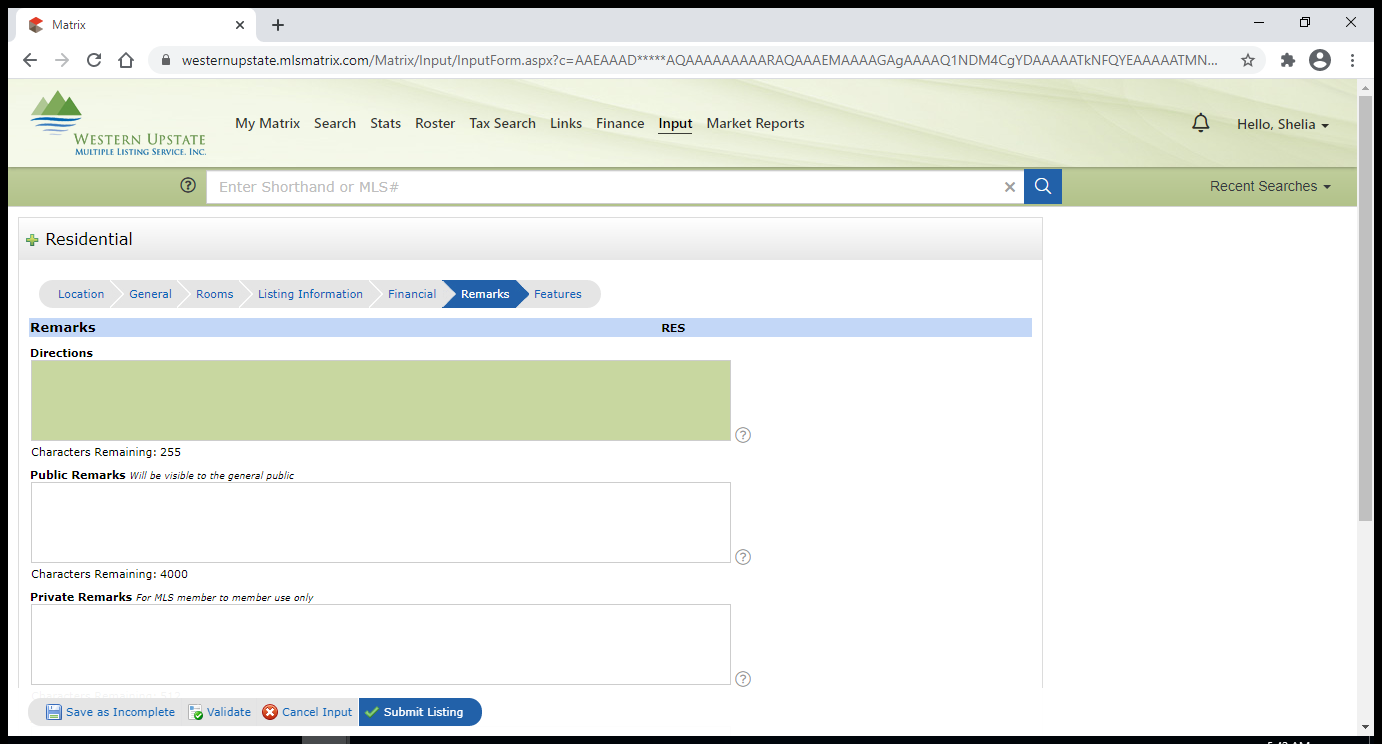 Matrix
westernupstate.mlsmatrix.com/Matrix/Input/InputForm.aspx?c=AAEAAAD*****AQAAAAAAAAARAQAAAEMAAAAGAgAAAAQ1NDM4CgYDAAAAATkNFQYEAAAAATMN...
WESTERN UPSTATE
MULTIPLE LISTING SERVICE, INC.
My Matrix Search Stats Roster Tax Search Links Finance Input Market Reports
Hello, Shelia
Enter Shorthand or MLS#
Recent Searches
Residential
Location General Rooms Listing Information Financial Remarks Features
Remarks RES
Directions
Characters Remaining: 255
Public Remarks Will be visible to the general public
Characters Remaining: 4000
Private Remarks For MLS member to member use only
Characters Remaining: 512
Save as Incomplete Validate Cancel Input Submit Listing